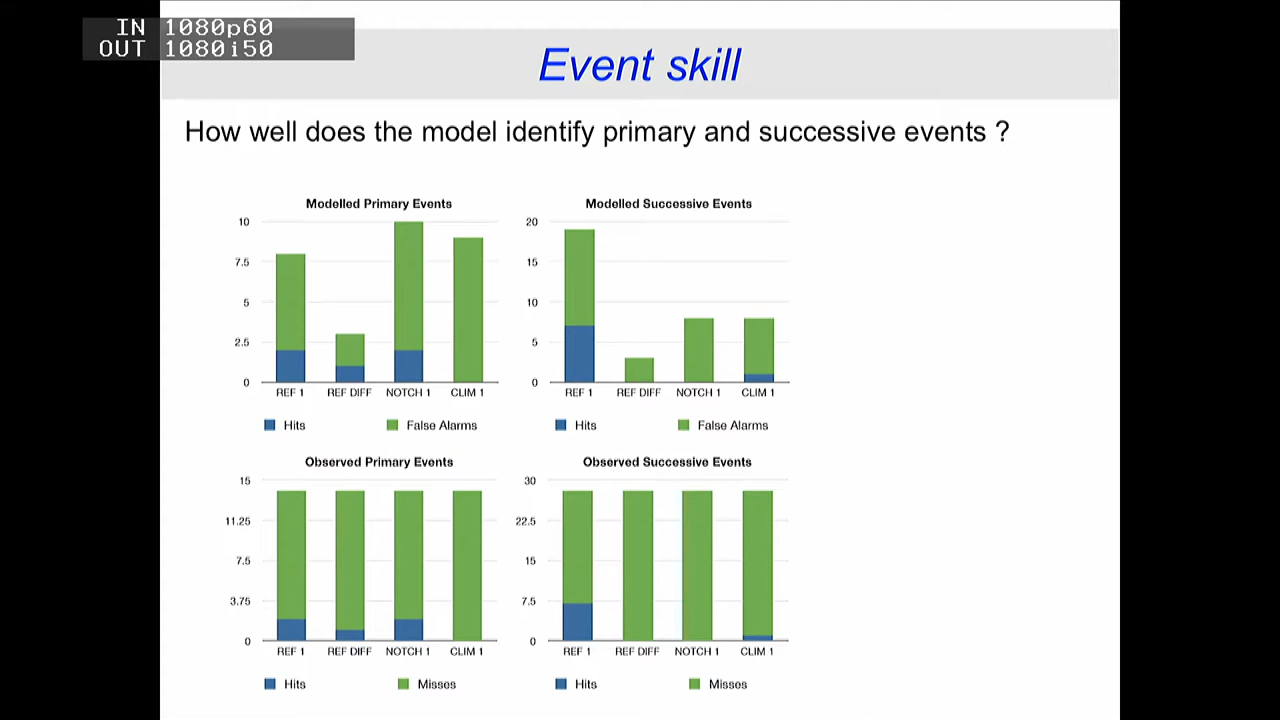 IN 1080p60
OUT 1080i50
Event skill
How well does the model identify primary and successive events ?
Modelled Primary Events
10
7.5
5
2.5
0
REF 1 REF DIFF NOTCH 1 CLIM 1
Hits False Alarms
Modelled Successive Events
20
15
10
5
0
REF 1 REF DIFF NOTCH 1 CLIM 1
Hits False Alarms
Observed Primary Events
15
11.25
7.5
3.75
0
REF 1 REF DIFF NOTCH 1 CLIM 1
Hits Misses
Observed Successive Events
30
22.5
15
7.5
0
REF 1 REF DIFF NOTCH 1 CLIM 1
Hits Misses